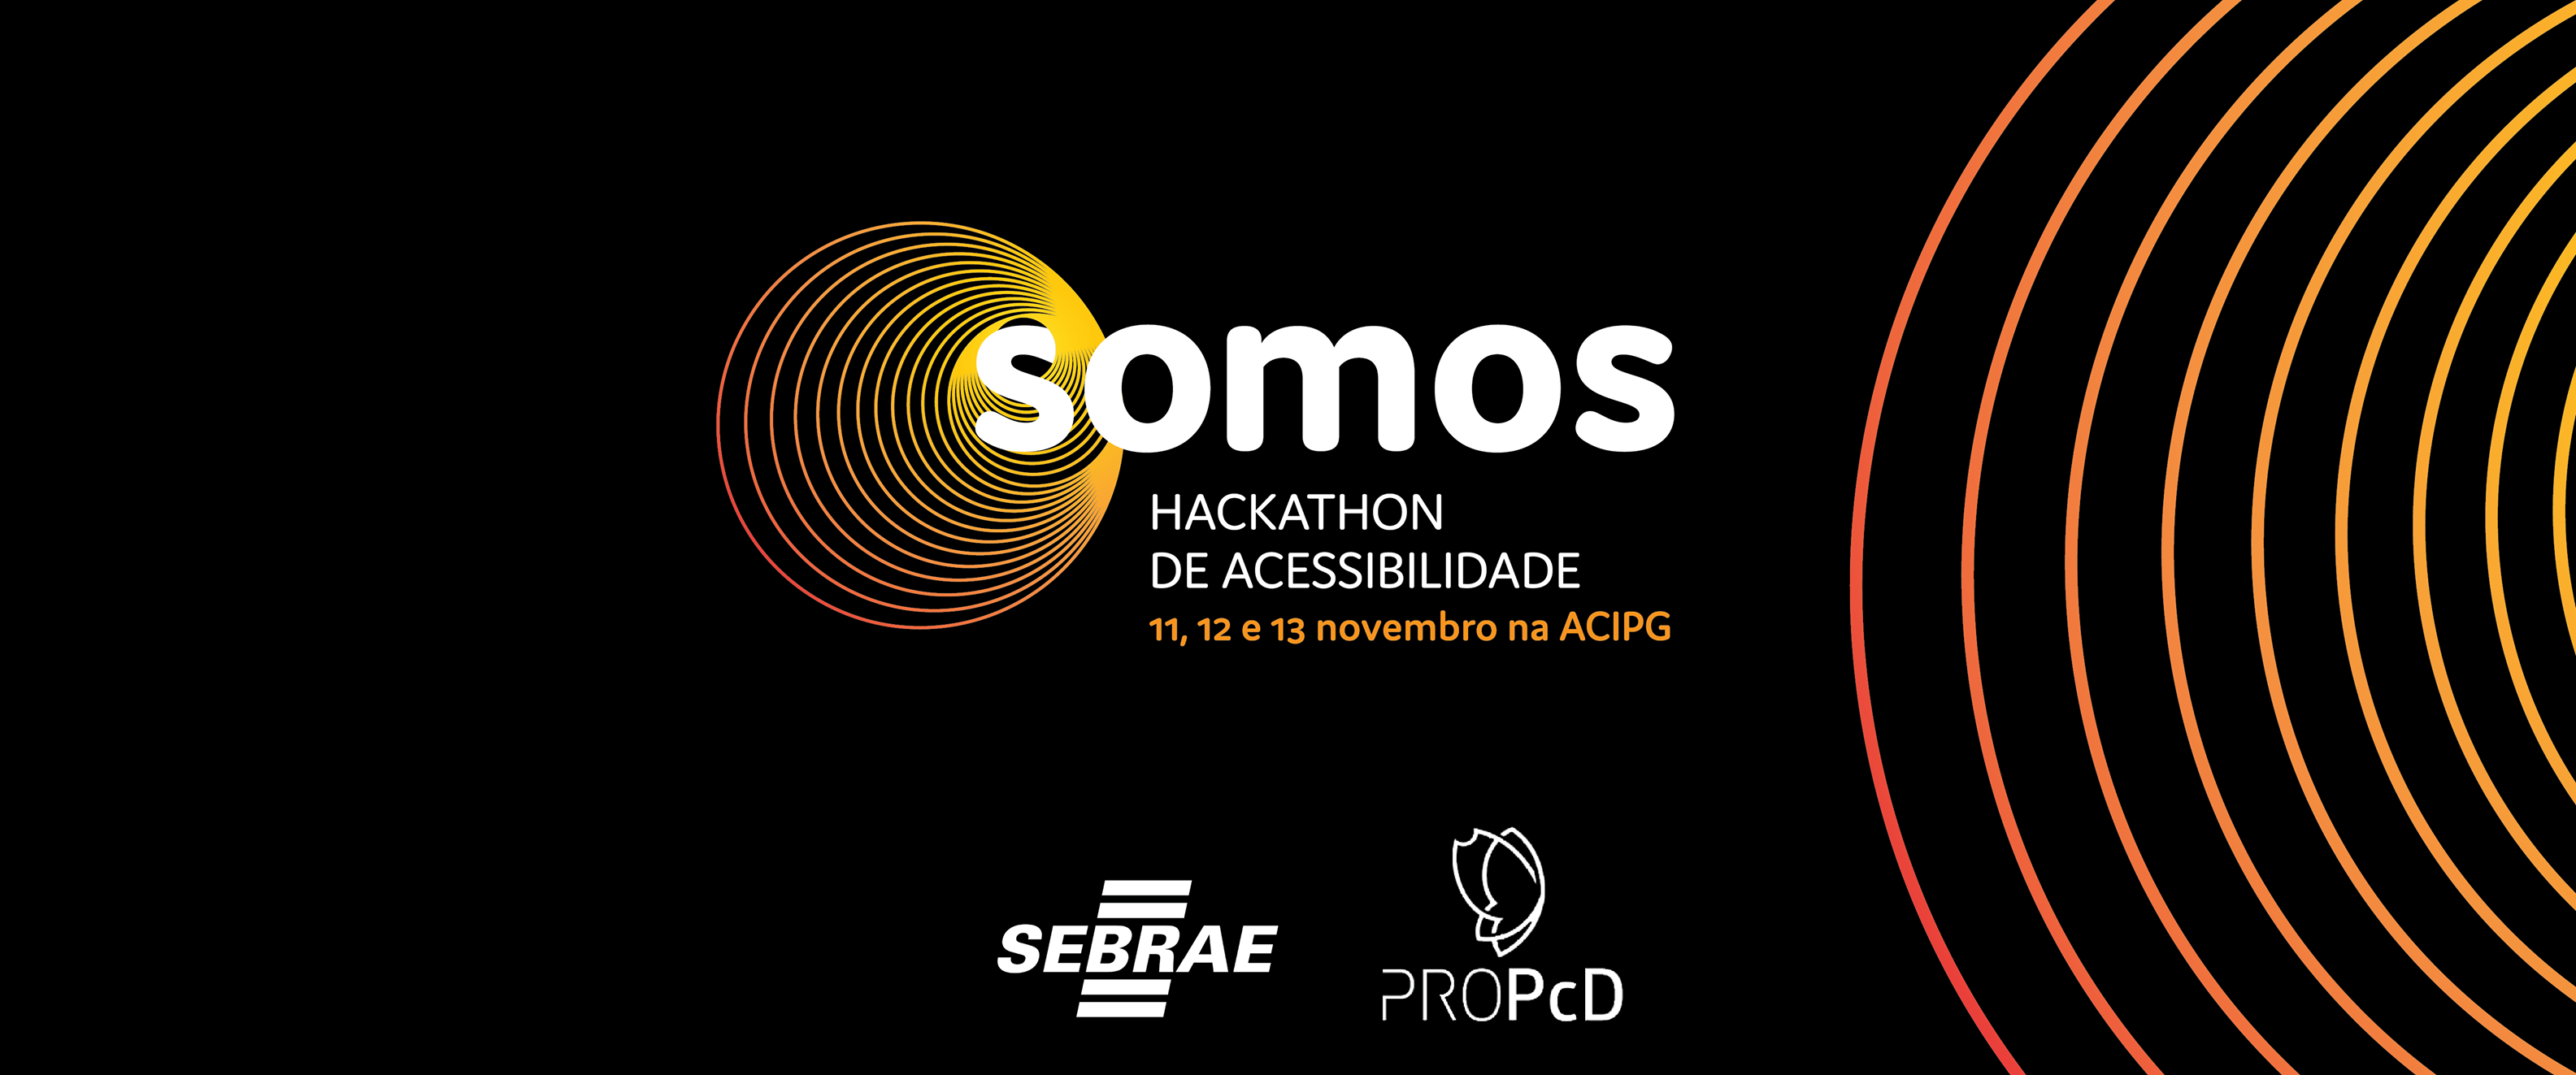 somos
HACKATHON
DE ACESSIBILIDADE
11, 12 e 13 novembro na ACIPG
SEBRAE
PROPcD